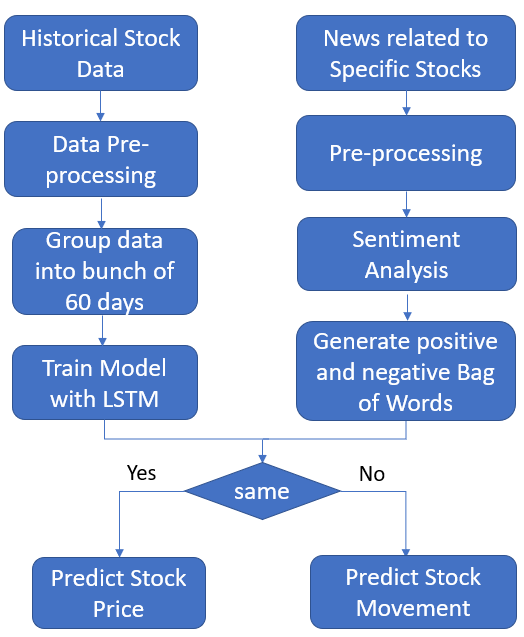 Historical Stock
Data
News related to
Specific Stocks
Data Pre-
processing
Pre-processing
Group data
into bunch of
60 days
Sentiment
Analysis
Train Model
with LSTM
Generate positive
and negative Bag
of Words
Yes
No
same
Predict Stock
Price
Predict Stock
Movement